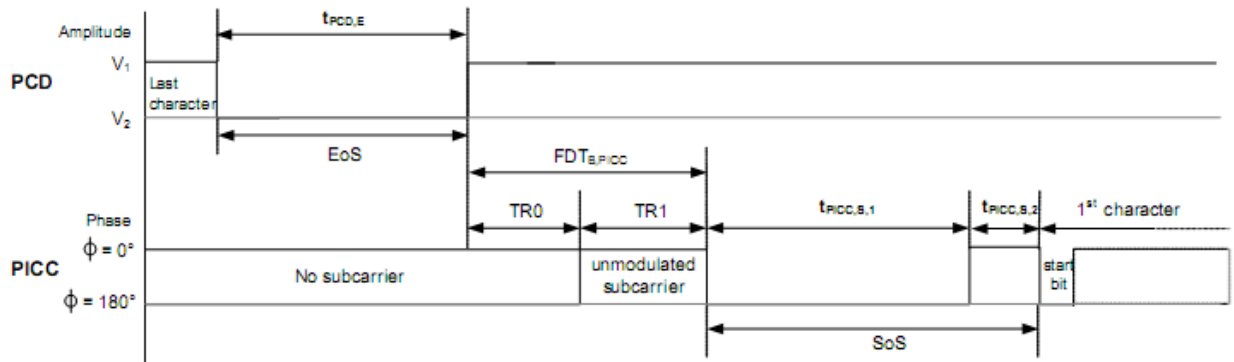 Amplitude
tPCD,E
V1
PCD
Last
character
V2
EoS
FDTB,PICC
TR0
TR1
tPICC,S,1
tPICC,S,2
1st character
Phase
ϕ = 0°
PICC
No subcarrier
unmodulated
subcarrier
start
bit
ϕ = 180°
SoS